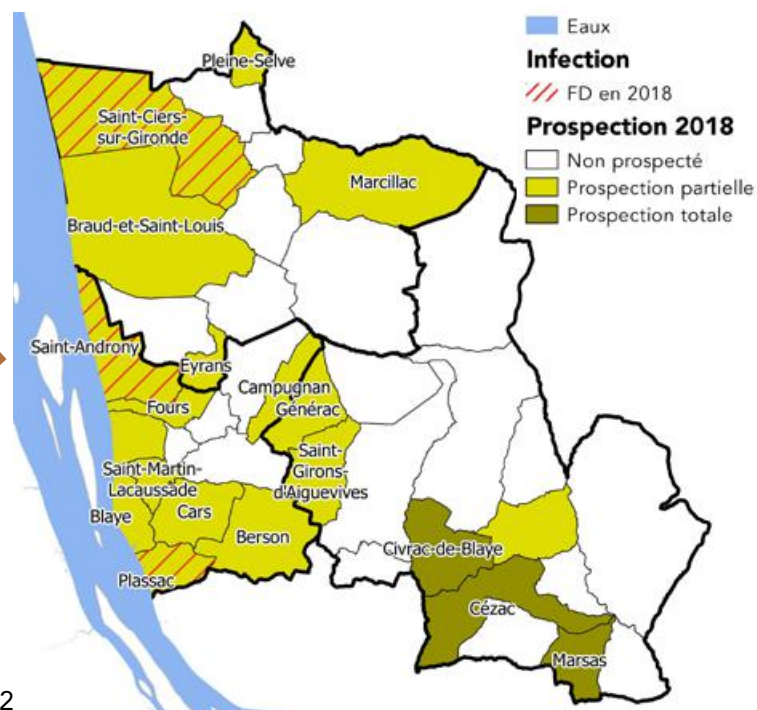 Eaux
Infection
FD en 2018
Prospection 2018
Non prospecté
Prospection partielle
Prospection totale
Pleine-Selve
Saint-Ciers-
sur-Gironde
Marcillac
Braud-et-Saint-Louis
Saint-Androny
Eyrans
Campugnan
Fours
Générac
Saint-
Girons-
d'Aiguevives
Saint-Martin-
Lacaussade
Blaye
Cars
Berson
Civrac-de-Blaye
Plassac
Cézac
Marsas
2